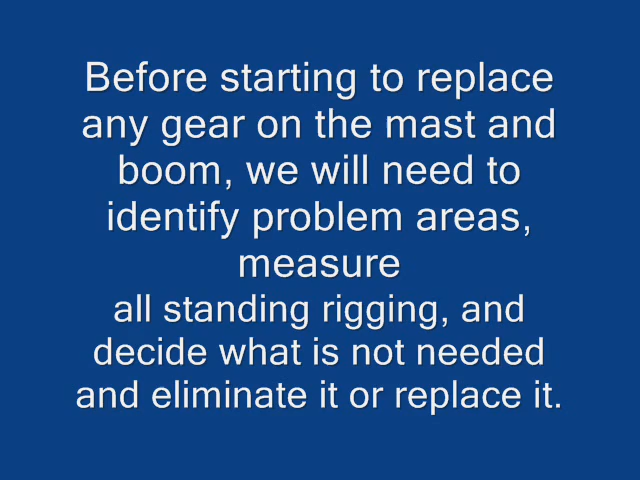 Before starting to replace
any gear on the mast and
boom, we will need to
identify problem areas,
measure
all standing rigging, and
decide what is not needed
and eliminate it or replace it.